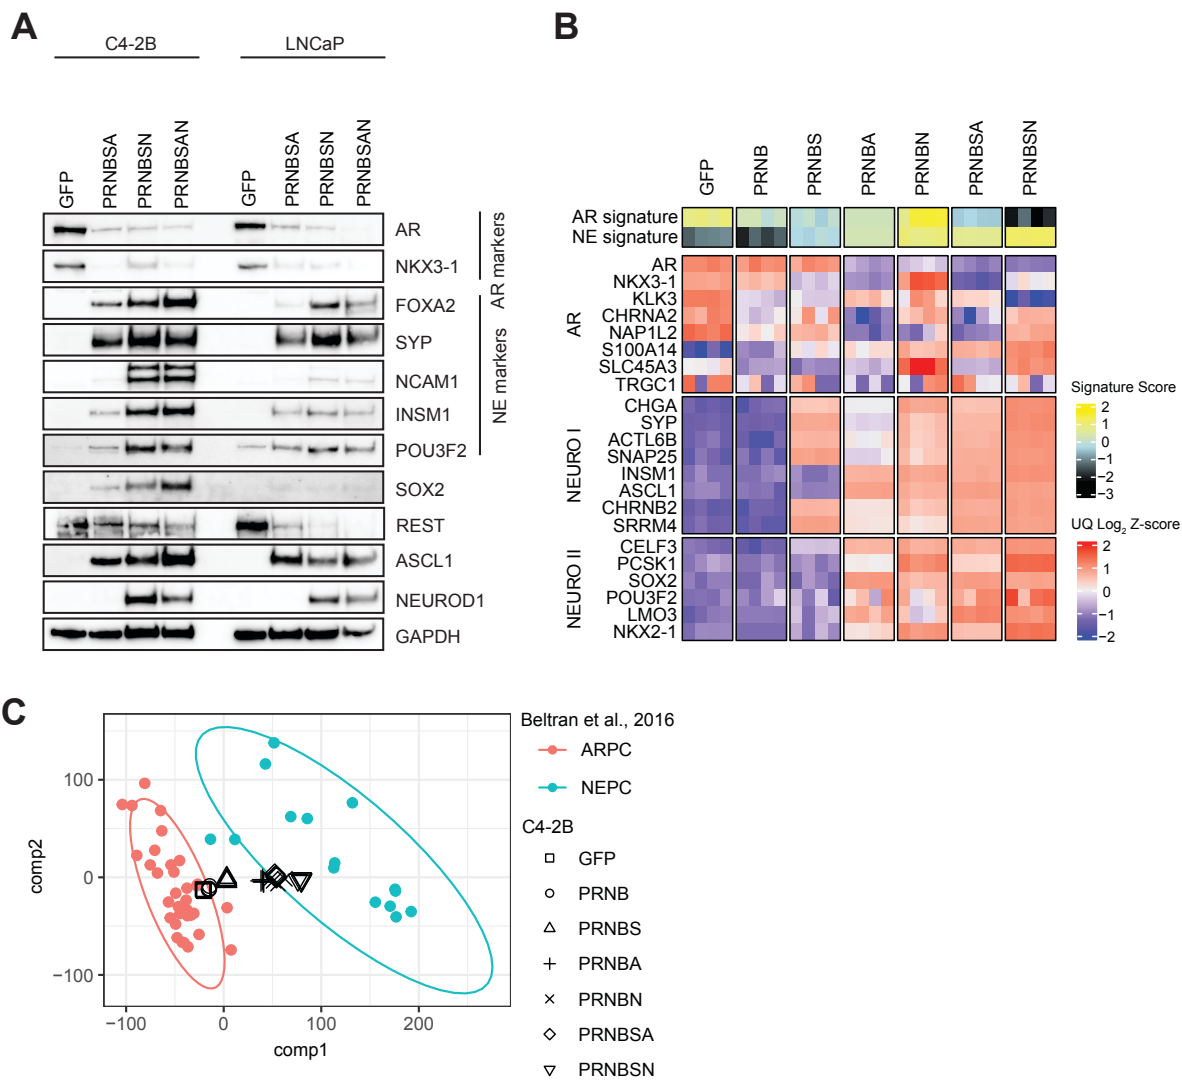 A
C4-2B
LNCaP
GFP
PRNBSA
PRNBSN
PRNBSAN
GFP
PRNBSA
PRNBSN
PRNBSAN
AR
NKX3-1
FOXA2
SYP
NCAM1
INSM1
POU3F2
SOX2
REST
ASCL1
NEUROD1
GAPDH
AR markers
NE markers
B
GFP
PRNB
PRNBS
PRNBA
PRNBN
PRNBSA
PRNBSN
AR signature
NE signature
AR
AR
NKX3-1
KLK3
CHRNA2
NAP1L2
S100A14
SLC45A3
TRGC1
NEURO I
CHGA
SYP
ACTL6B
SNAP25
INSM1
ASCL1
CHRNB2
SRRM4
NEURO II
CELF3
PCSK1
SOX2
POU3F2
LMO3
NKX2-1
Signature Score
2
1
0
−1
−2
−3
UQ Log2 Z-score
2
1
0
−1
−2
C
comp2
100
0
−100
−100
0
100
200
comp1
Beltran et al., 2016
ARPC
NEPC
C4-2B
GFP
PRNB
PRNBS
PRNBA
PRNBN
PRNBSA
PRNBSN